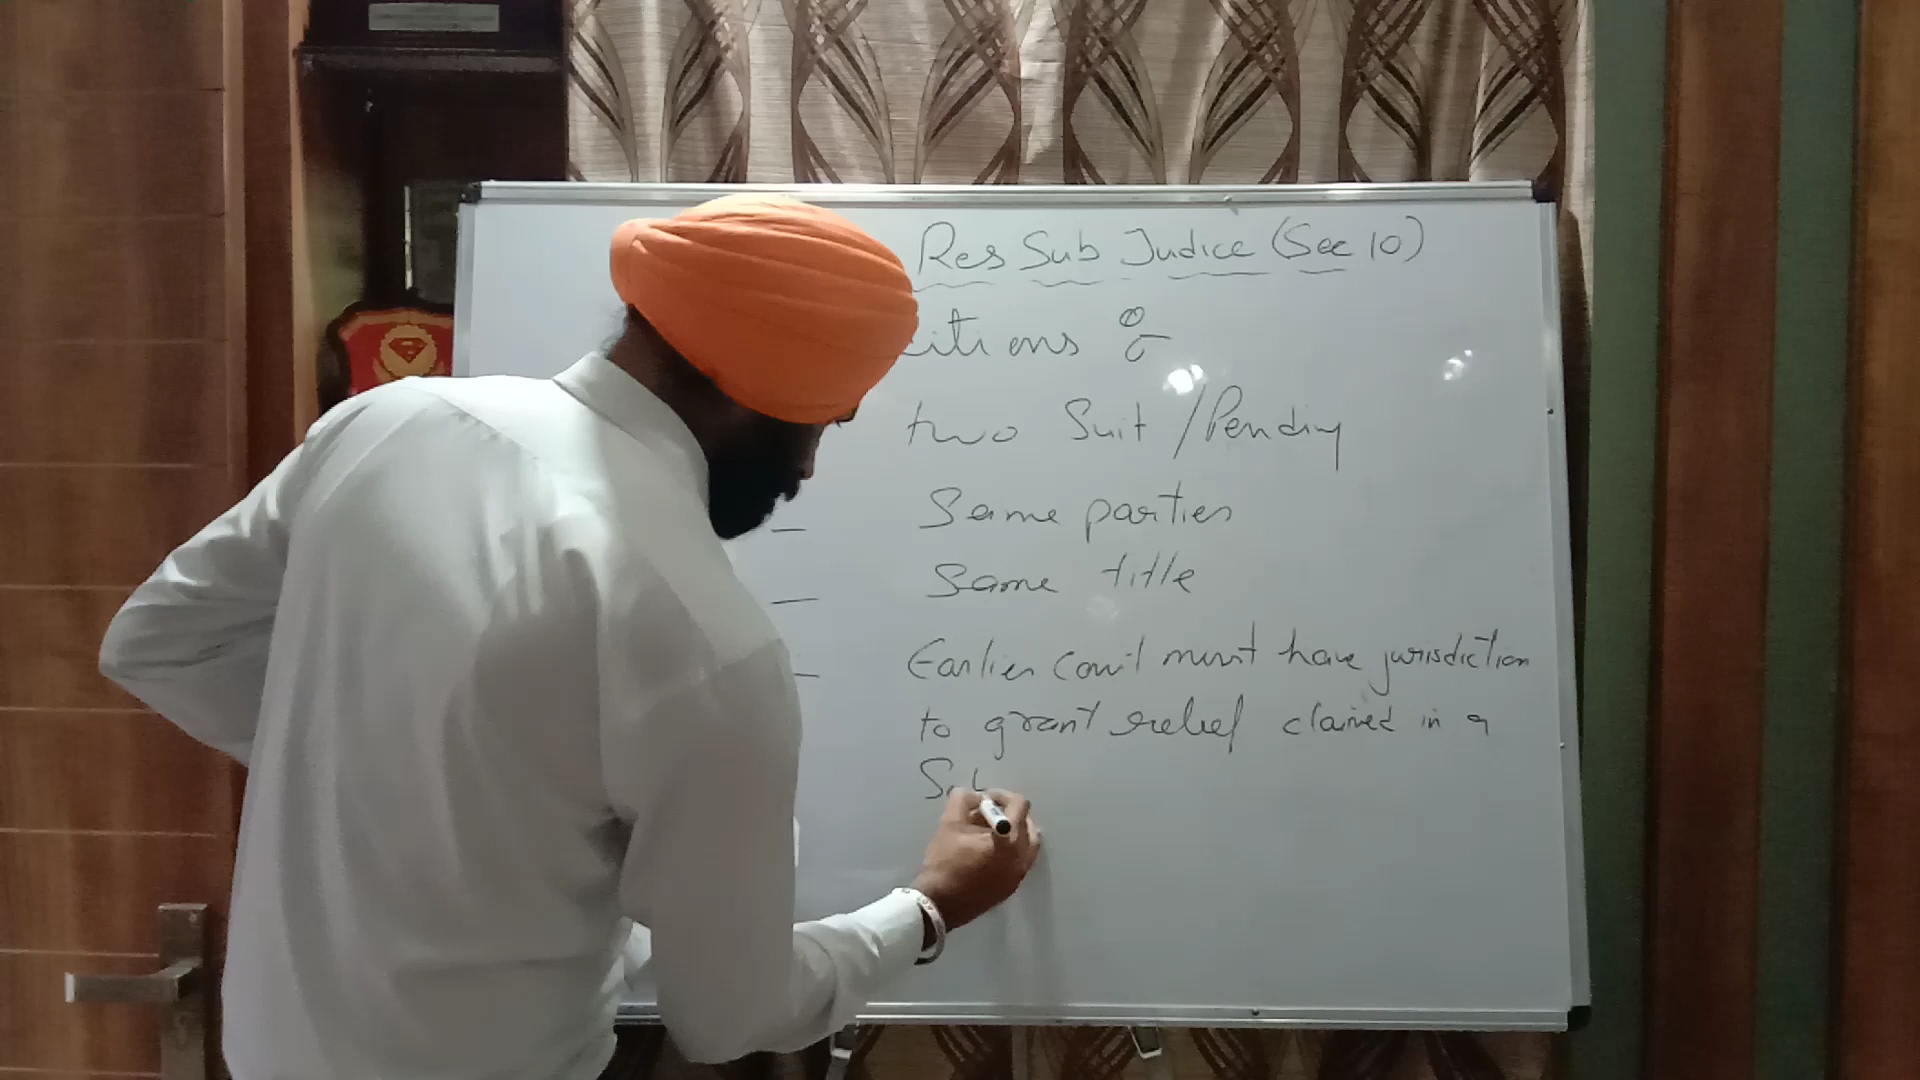 Res Sub Judice (Sec 10)
itions :-
two Suit / Pending
- Same parties
- Same title
- Earlier Court must have jurisdiction
to grant relief claimed in a
Sub